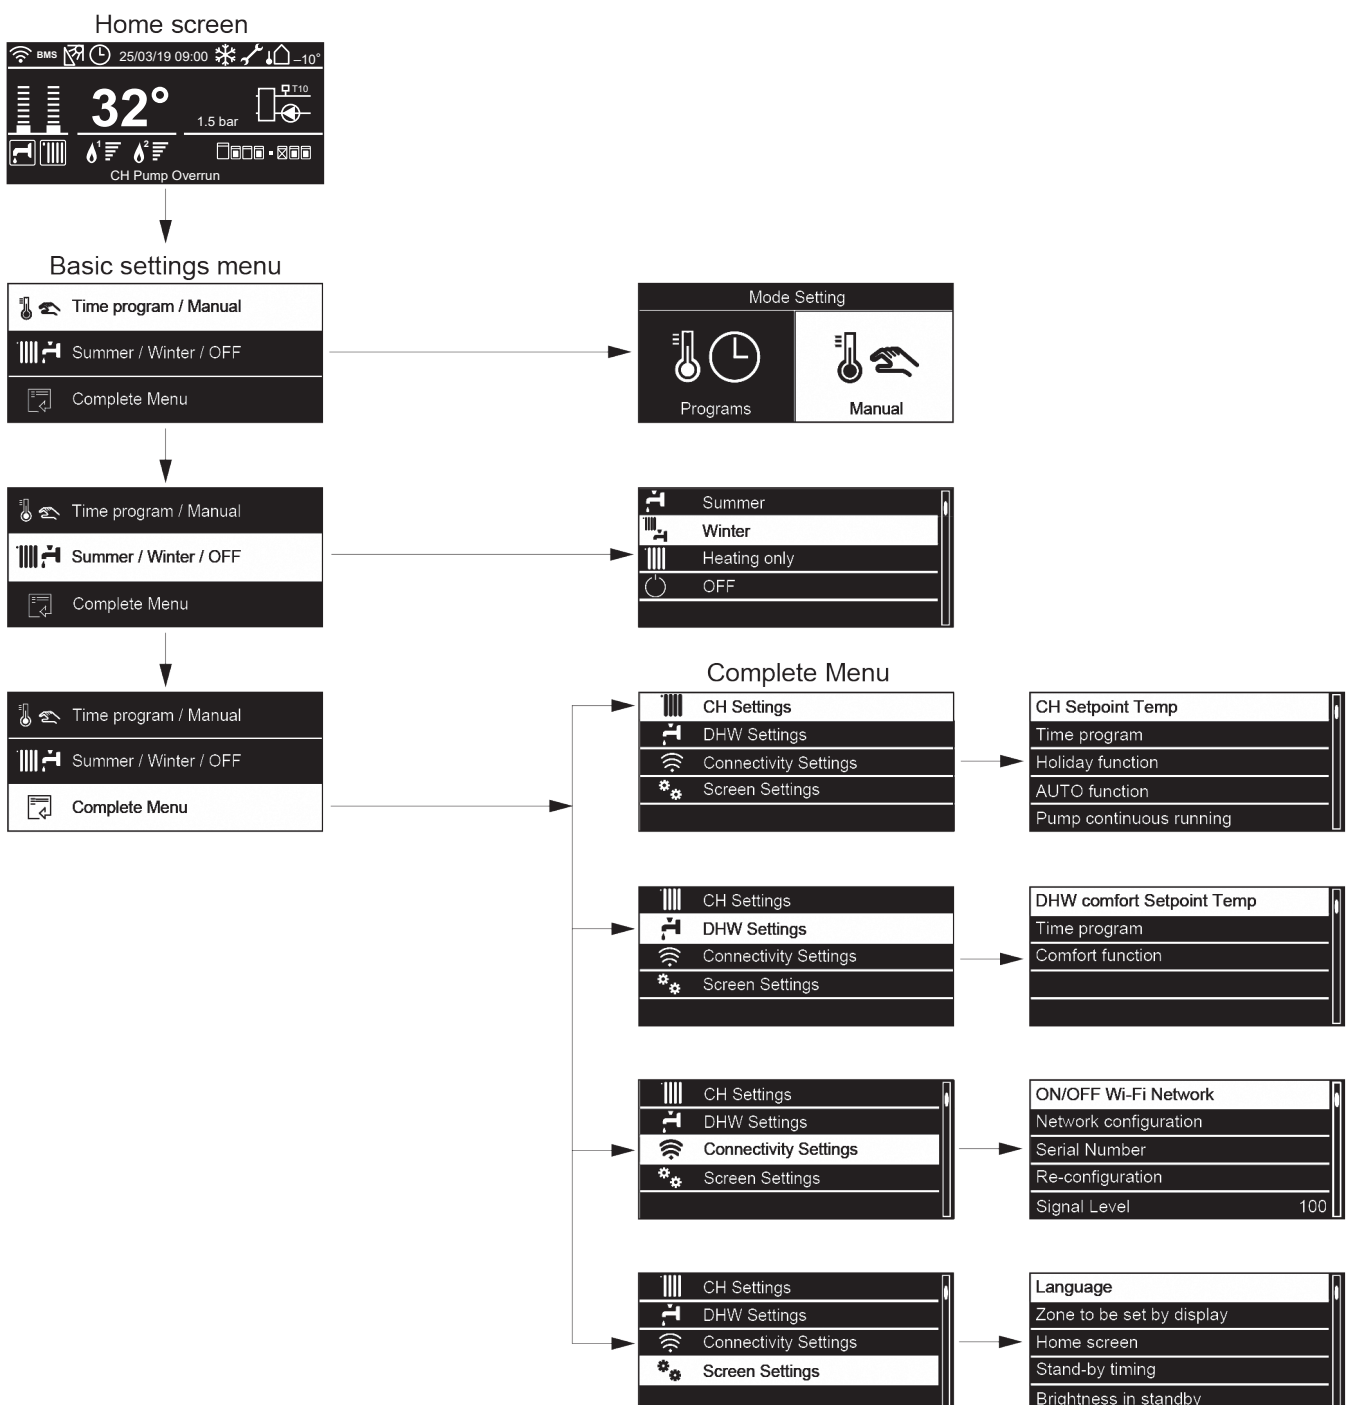 Home screen
BMS 25/03/19 09:00 –10°
32°
T10
1.5 bar
1 2
CH Pump Overrun
Basic settings menu
Time program / Manual
Summer / Winter / OFF
Complete Menu
Mode Setting
Programs
Manual
Time program / Manual
Summer / Winter / OFF
Complete Menu
Summer
Winter
Heating only
OFF
Time program / Manual
Summer / Winter / OFF
Complete Menu
Complete Menu
CH Settings
DHW Settings
Connectivity Settings
Screen Settings
CH Setpoint Temp
Time program
Holiday function
AUTO function
Pump continuous running
CH Settings
DHW Settings
Connectivity Settings
Screen Settings
DHW comfort Setpoint Temp
Time program
Comfort function
CH Settings
DHW Settings
Connectivity Settings
Screen Settings
ON/OFF Wi-Fi Network
Network configuration
Serial Number
Re-configuration
Signal Level 100
CH Settings
DHW Settings
Connectivity Settings
Screen Settings
Language
Zone to be set by display
Home screen
Stand-by timing
Brightness in standby